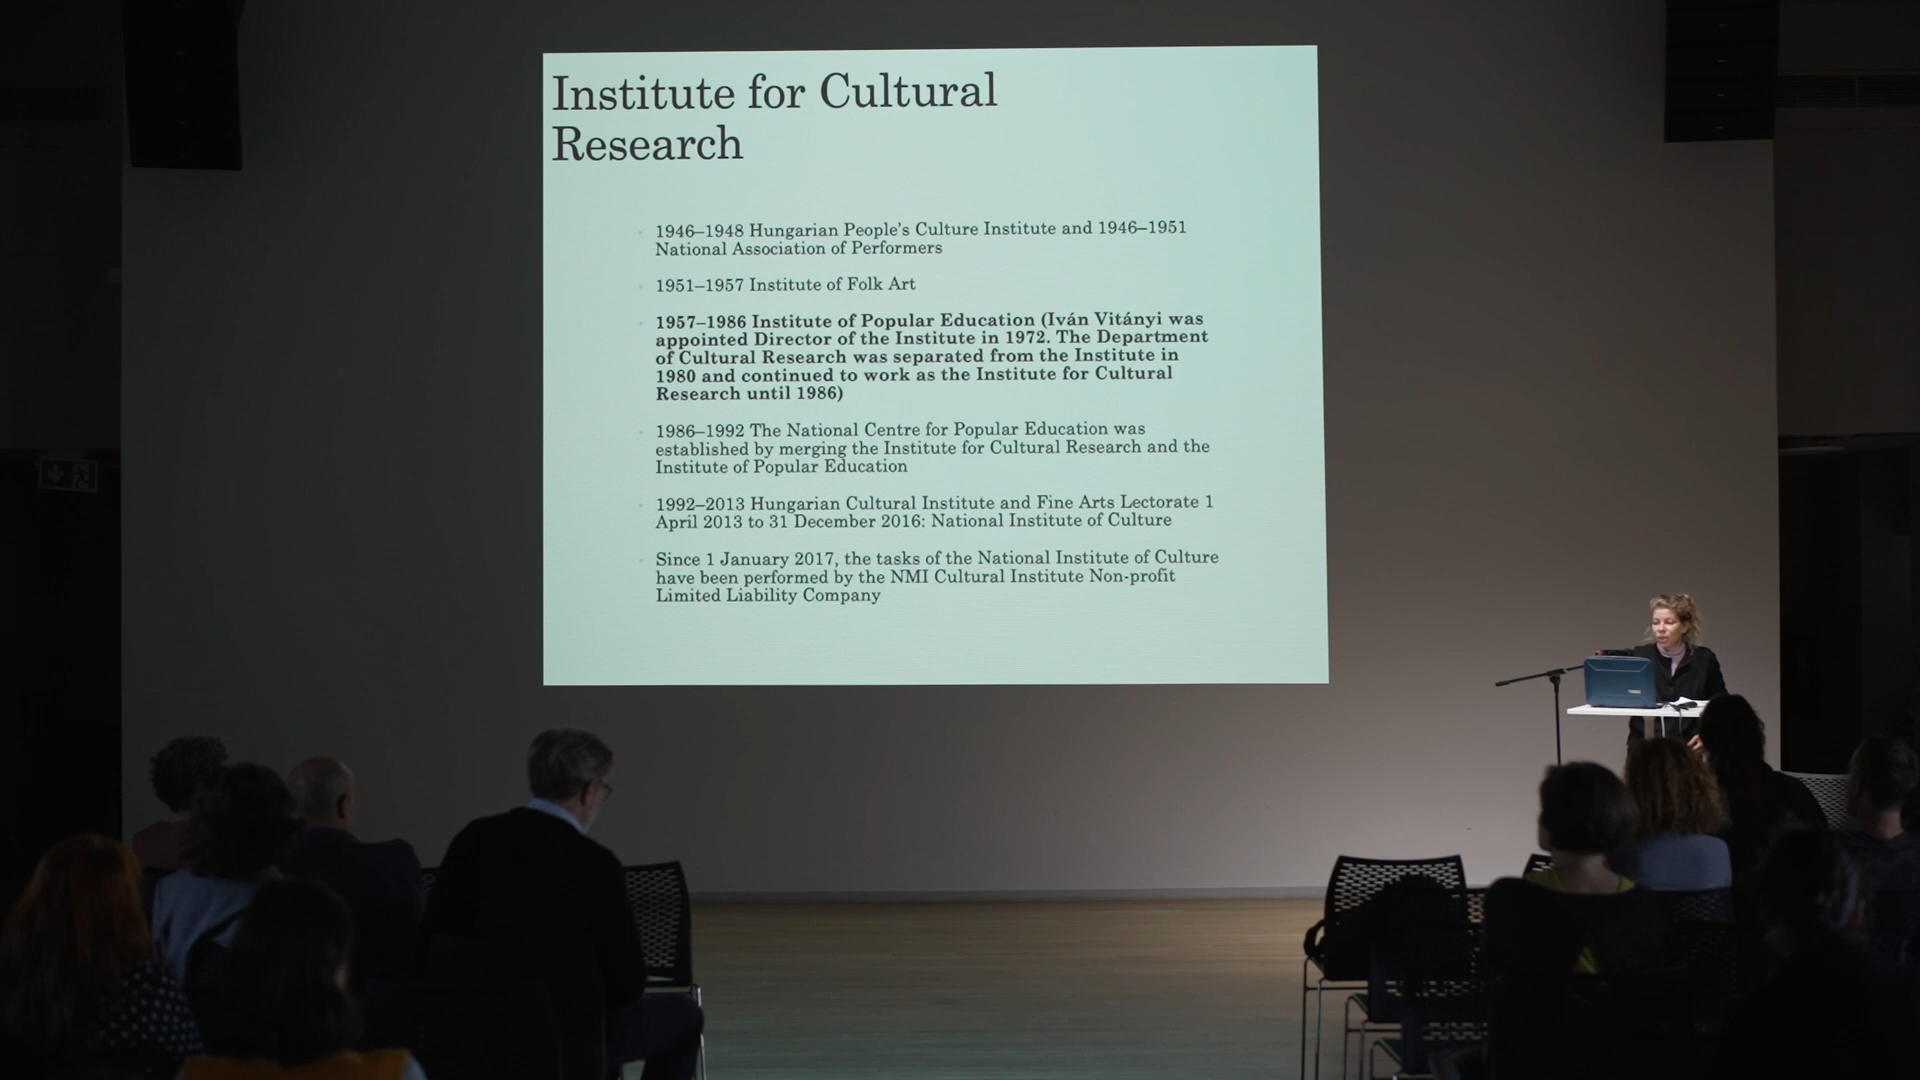 Institute for Cultural
Research
1946–1948 Hungarian People's Culture Institute and 1946–1951
National Association of Performers
1951–1957 Institute of Folk Art
1957–1986 Institute of Popular Education (Iván Vitányi was
appointed Director of the Institute in 1972. The Department
of Cultural Research was separated from the Institute in
1980 and continued to work as the Institute for Cultural
Research until 1986)
1986–1992 The National Centre for Popular Education was
established by merging the Institute for Cultural Research and the
Institute of Popular Education
1992–2013 Hungarian Cultural Institute and Fine Arts Lectorate 1
April 2013 to 31 December 2016: National Institute of Culture
Since 1 January 2017, the tasks of the National Institute of Culture
have been performed by the NMI Cultural Institute Non-profit
Limited Liability Company